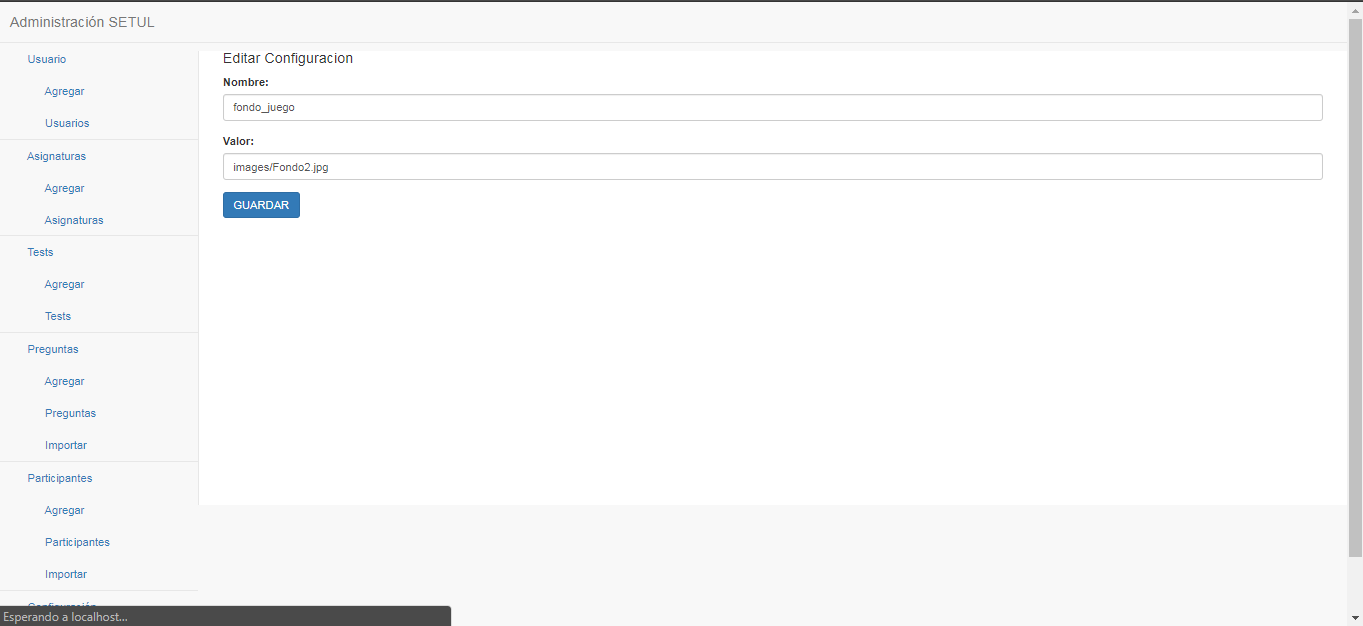 Administración SETUL
Usuario
Agregar
Usuarios
Asignaturas
Agregar
Asignaturas
Tests
Agregar
Tests
Preguntas
Agregar
Preguntas
Importar
Participantes
Agregar
Participantes
Importar
Configuración
Esperando a localhost...
Editar Configuracion
Nombre:
fondo_juego
Valor:
images/Fondo2.jpg
GUARDAR